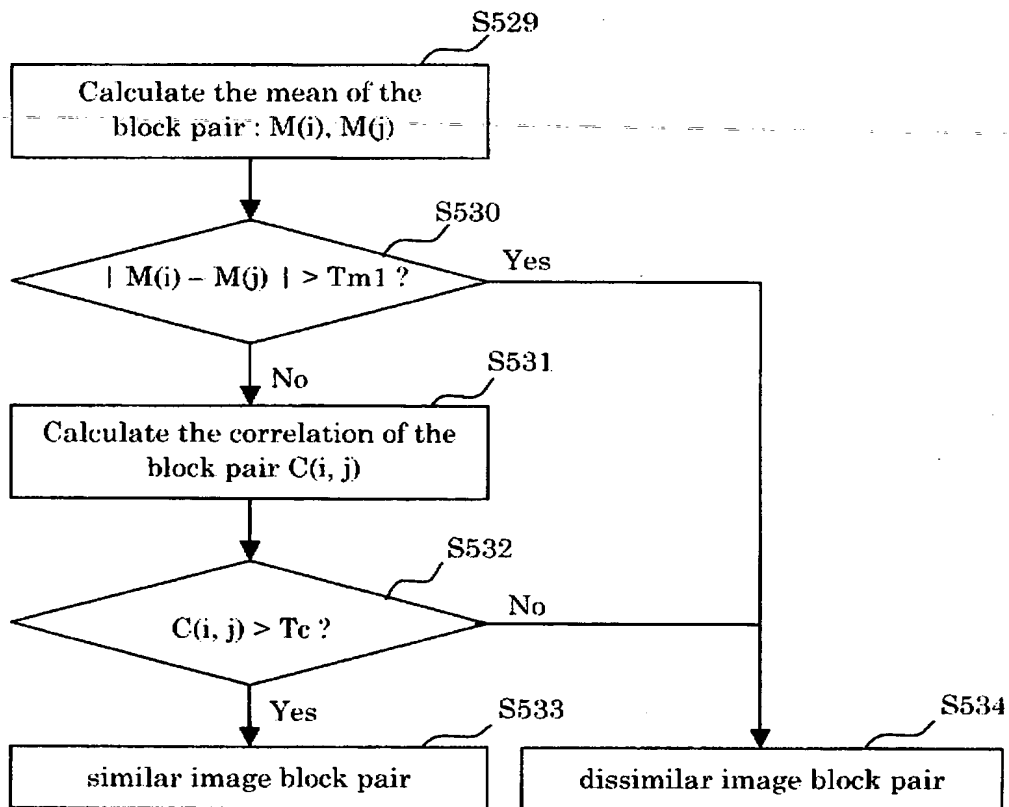 S529
Calculate the mean of the
block pair : M(i), M(j)
S530
| M(i) – M(j) | > Tm1 ?
Yes
No
S531
Calculate the correlation of the
block pair C(i, j)
S532
C(i, j) > Tc ?
No
Yes
S533
similar image block pair
S534
dissimilar image block pair